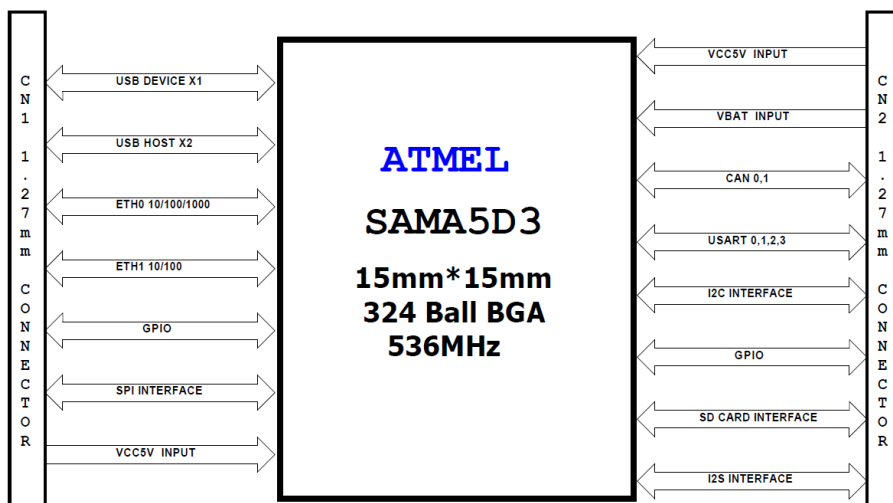 CN1 1.27mm CONNECTOR
USB DEVICE X1
USB HOST X2
ETH0 10/100/1000
ETH1 10/100
GPIO
SPI INTERFACE
VCC5V INPUT
ATMEL
SAMA5D3
15mm*15mm
324 Ball BGA
536MHz
VCC5V INPUT
VBAT INPUT
CAN 0,1
USART 0,1,2,3
I2C INTERFACE
GPIO
SD CARD INTERFACE
I2S INTERFACE
CN2 1.27mm CONNECTOR